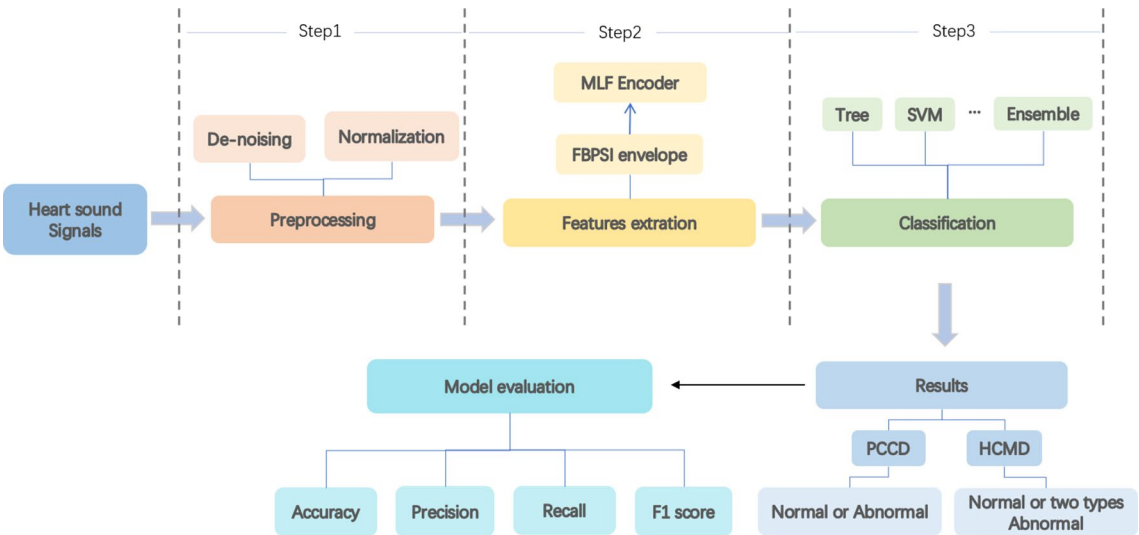 Step1
Step2
Step3
MLF Encoder
De-noising
Normalization
FBPSI envelope
Tree
SVM
...
Ensemble
Heart sound
Signals
Preprocessing
Features extration
Classification
Model evaluation
Results
PCCD
HCMD
Accuracy
Precision
Recall
F1 score
Normal or Abnormal
Normal or two types
Abnormal